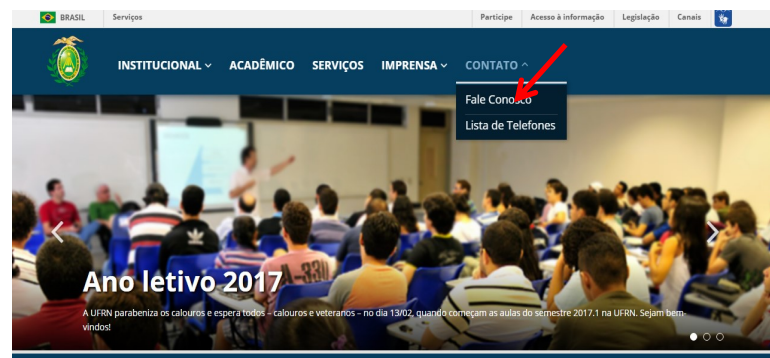 BRASIL Serviços Participe Acesso à informação Legislação Canais
INSTITUCIONAL ACADÊMICO SERVIÇOS IMPRENSA CONTATO
Fale Conosco
Lista de Telefones
Ano letivo 2017
A UFRN parabeniza os calouros e espera todos – calouros e veteranos – no dia 13/02, quando começam as aulas do semestre 2017.1 na UFRN. Sejam bem-
vindos!